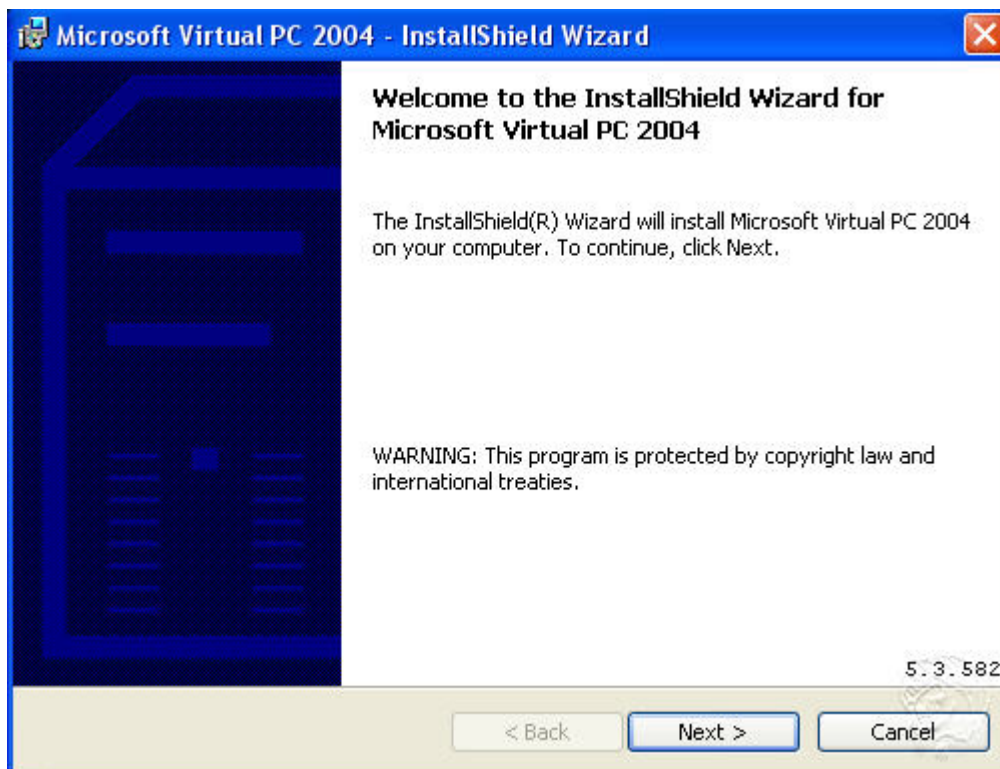 Microsoft Virtual PC 2004 - InstallShield Wizard
Welcome to the InstallShield Wizard for
Microsoft Virtual PC 2004
The InstallShield(R) Wizard will install Microsoft Virtual PC 2004
on your computer. To continue, click Next.
WARNING: This program is protected by copyright law and
international treaties.
5.3.582
< Back
Next >
Cancel